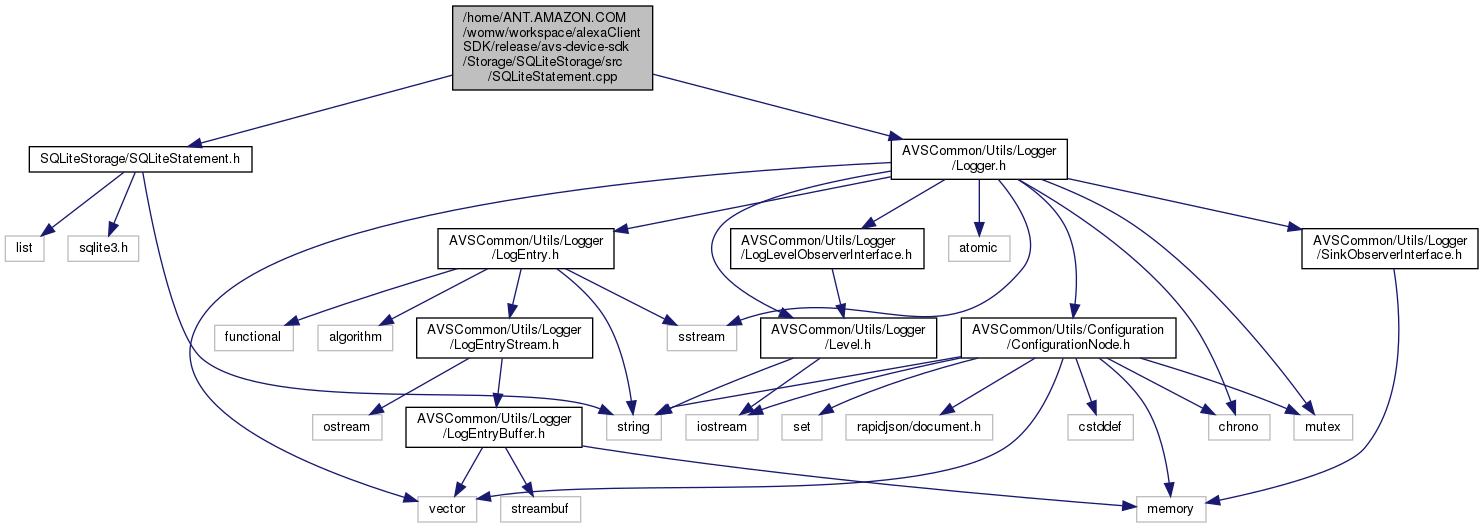 /home/ANT.AMAZON.COM
/womw/workspace/alexaClient
SDK/release/avs-device-sdk
/Storage/SQLiteStorage/src
/SQLiteStatement.cpp
SQLiteStorage/SQLiteStatement.h
AVSCommon/Utils/Logger
/Logger.h
list
sqlite3.h
AVSCommon/Utils/Logger
/LogEntry.h
AVSCommon/Utils/Logger
/LogLevelObserverInterface.h
atomic
AVSCommon/Utils/Logger
/SinkObserverInterface.h
functional
algorithm
AVSCommon/Utils/Logger
/LogEntryStream.h
sstream
AVSCommon/Utils/Logger
/Level.h
AVSCommon/Utils/Configuration
/ConfigurationNode.h
ostream
AVSCommon/Utils/Logger
/LogEntryBuffer.h
string
iostream
set
rapidjson/document.h
cstddef
chrono
mutex
vector
streambuf
memory